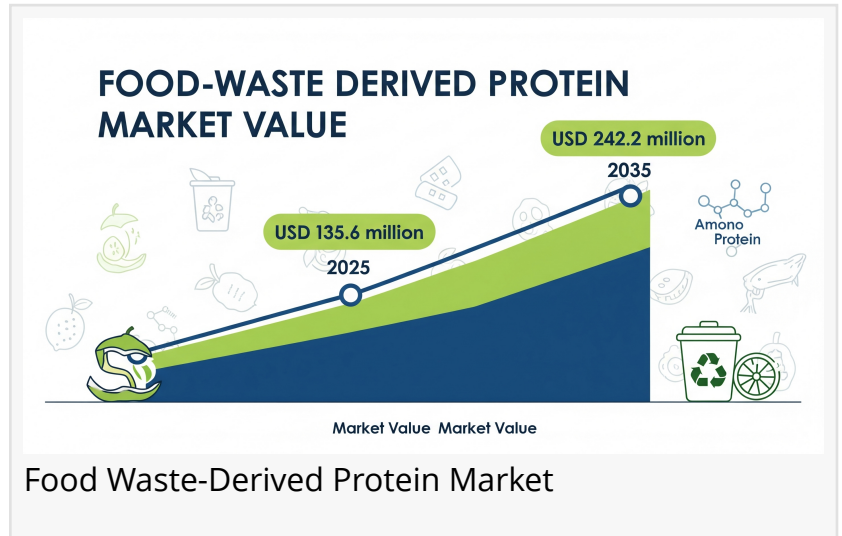 FOOD-WASTE DERIVED PROTEIN
MARKET VALUE
USD 242.2 million
2035
USD 135.6 million
2025
Amono
Protein
Market Value Market Value
Food Waste-Derived Protein Market